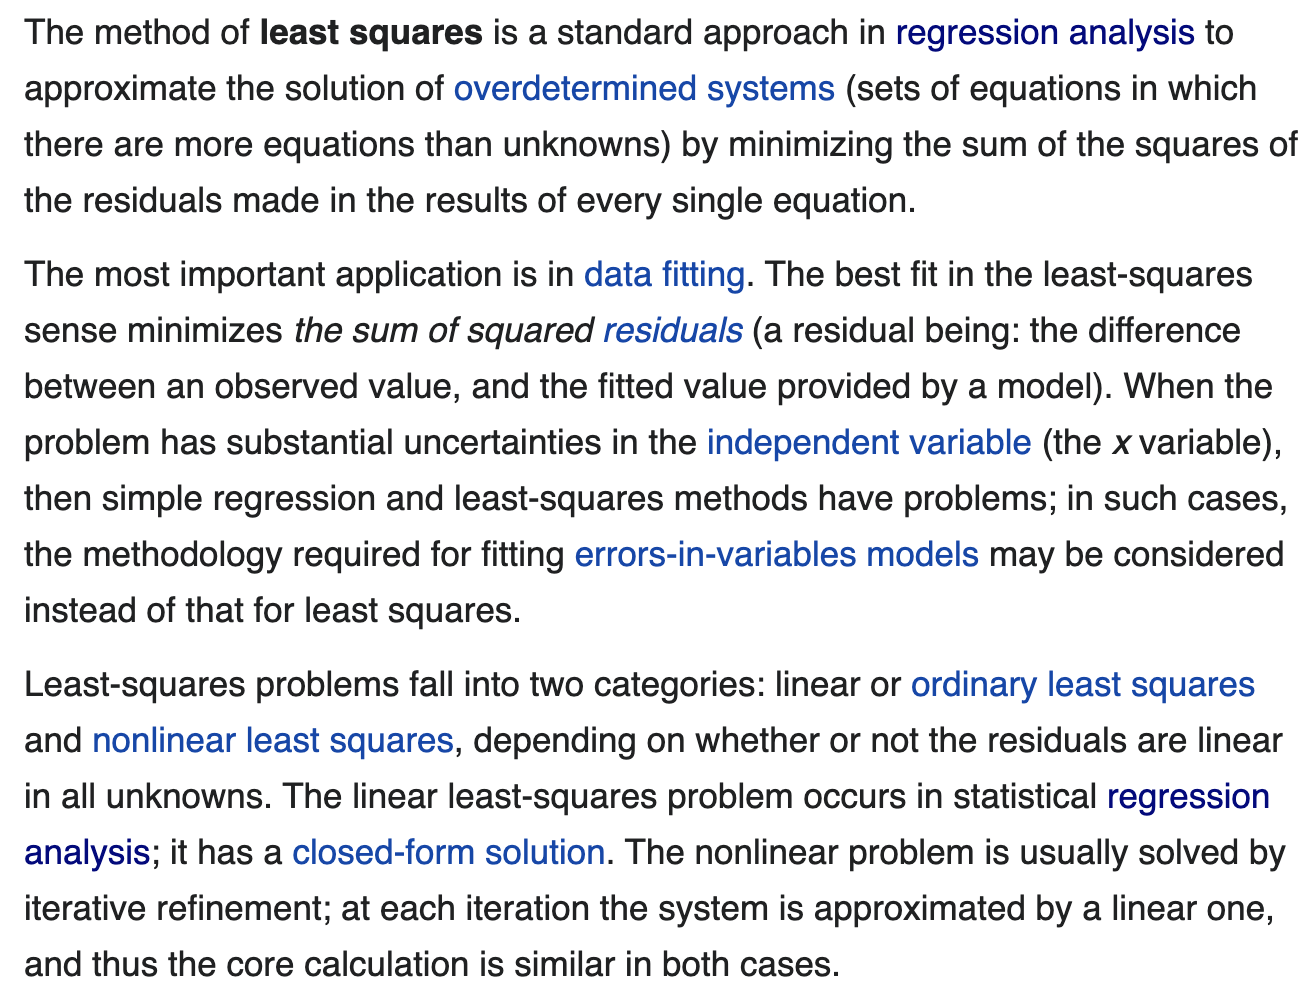 The method of least squares is a standard approach in regression analysis to
approximate the solution of overdetermined systems (sets of equations in which
there are more equations than unknowns) by minimizing the sum of the squares of
the residuals made in the results of every single equation.
The most important application is in data fitting. The best fit in the least-squares
sense minimizes the sum of squared residuals (a residual being: the difference
between an observed value, and the fitted value provided by a model). When the
problem has substantial uncertainties in the independent variable (the x variable),
then simple regression and least-squares methods have problems; in such cases,
the methodology required for fitting errors-in-variables models may be considered
instead of that for least squares.
Least-squares problems fall into two categories: linear or ordinary least squares
and nonlinear least squares, depending on whether or not the residuals are linear
in all unknowns. The linear least-squares problem occurs in statistical regression
analysis; it has a closed-form solution. The nonlinear problem is usually solved by
iterative refinement; at each iteration the system is approximated by a linear one,
and thus the core calculation is similar in both cases.